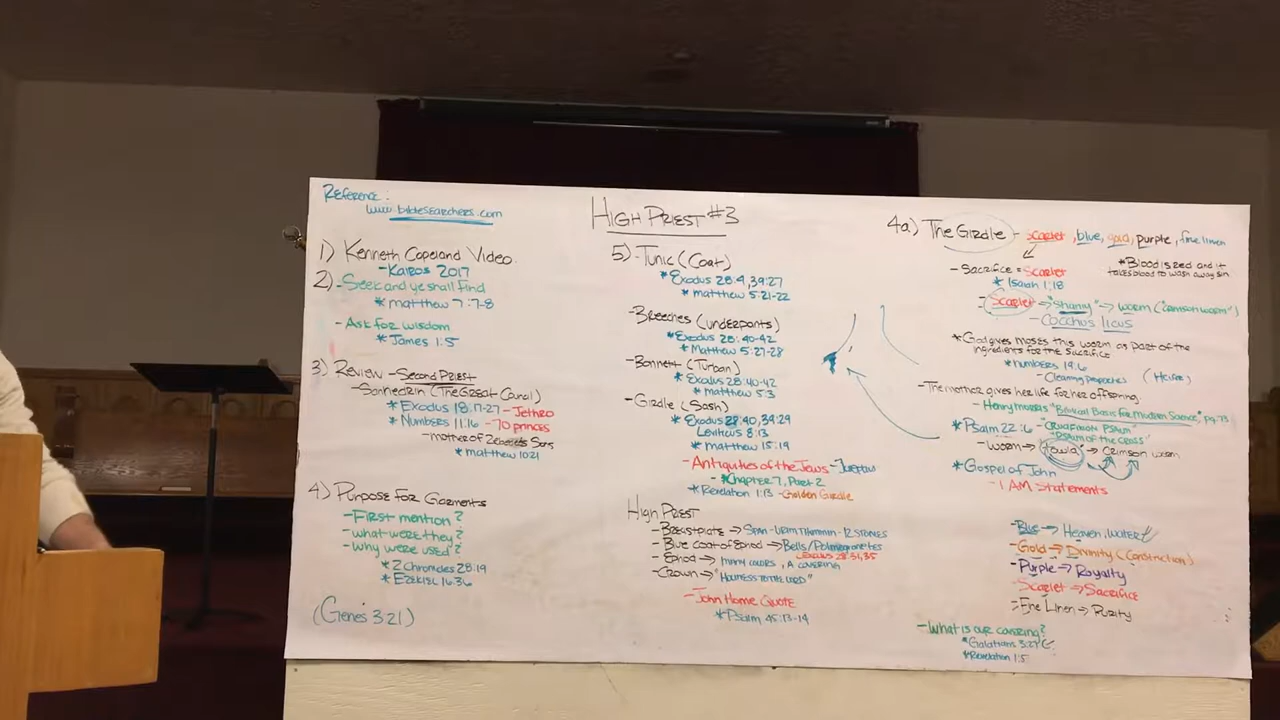 Reference:
www.biblesearchers.com
1) Kenneth Copeland Video
- Kairos 2017
2) - Seek and ye shall find
* Matthew 7:7-8
- Ask for wisdom
* James 1:5
3) Review - Second Priest
- Sanhedrin (The Great Council)
* Exodus 18:17-27 - Jethro
* Numbers 11:16 - 70 princes
- mother of Zebedee's Sons
* matthew 10:21
4) Purpose for Garments
- First mention?
- what were they?
- why were used?
* 2 Chronicles 28:19
* Ezekiel 16:36
(Genes 3:21)
High Priest #3
5) - Tunic (Coat)
* Exodus 28:4, 39:27
* matthew 5:21-22
- Breeches (underpants)
* Exodus 28:40-42
* Matthew 5:27-28
- Bonnett (Turban)
* Exodus 28:40-42
* matthew 5:3
- Girdle (Sash)
* Exodus 28:40, 39:29
Leviticus 8:13
* matthew 15:19
- Antiquities of the Jews -
* Chapter 7, Part 2
* Revelation 1:13 - Golden Girdle
High Priest
- Breastplate → Span - Urim Thammin - 12 stones
- Blue coat of Ephod → Bells/Polmegranetes
Exodus 28:31, 35
- Ephod → many colors, A covering
- Crown → "Holiness to the Lord"
- John Home Quote
* Psalm 45:13-14
4a) The Girdle - Scarlet, blue, gold, purple, fine linen
* Blood is red and it
takes blood to wash away sin
- Sacrifice = Scarlet
* Isaiah 1:18
- Scarlet → "shaniy" → worm ("crimson worm")
- Cocchus ilicus
* God gives moses this worm as part of the
ingredients for the sacrifice
* numbers 19:6
- Cleaning properties (Heifer)
- The mother gives her life for her offspring
- Henry Morris "Biblical Basis for Modern Science", pg. 73
* Psalm 22:6 - "Crucifixion Psalm"
"Psalm of the Cross"
- worm → "towla" → crimson worm
* Gospel of John
- I AM Statements
- Blue → Heaven, water
- Gold → Divinity (Construction)
- Purple → Royalty
- Scarlet → Sacrifice
- Fine Linen → Purity
- What is our covering?
* Galatians 3:27
* Revelation 1:5